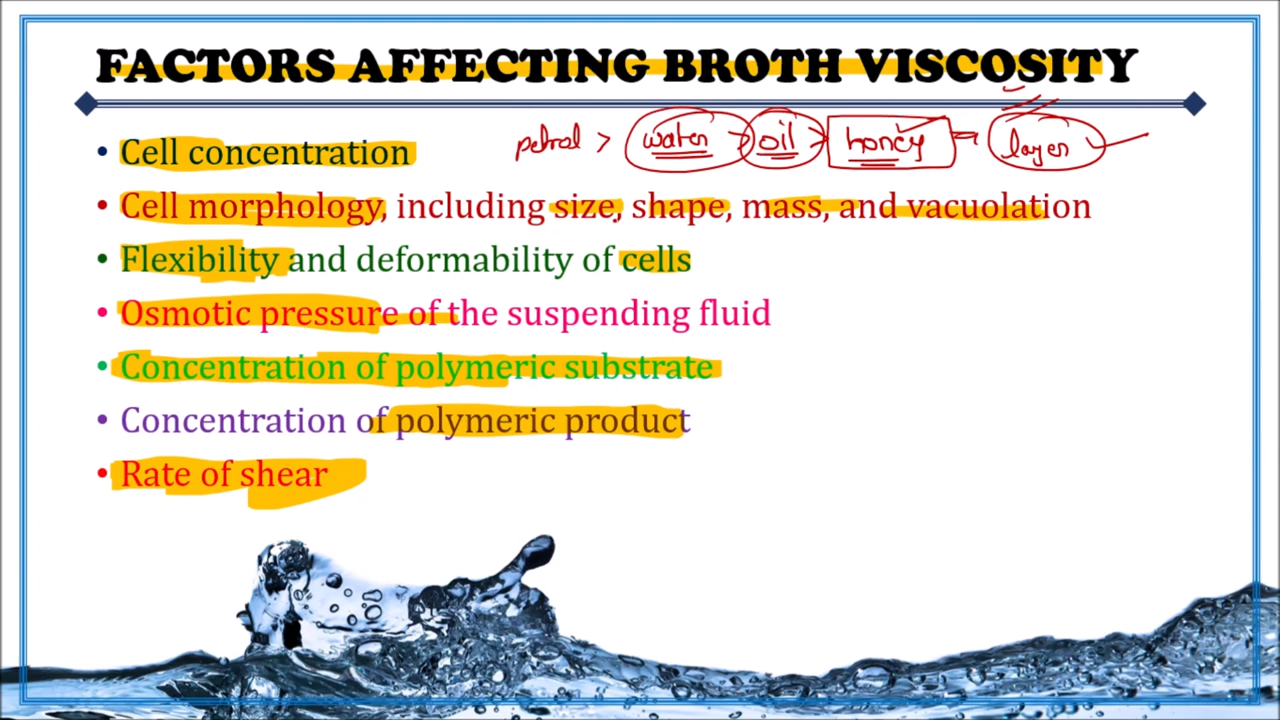 FACTORS AFFECTING BROTH VISCOSITY
petrol > water > oil > honey → layer
• Cell concentration
• Cell morphology, including size, shape, mass, and vacuolation
• Flexibility and deformability of cells
• Osmotic pressure of the suspending fluid
• Concentration of polymeric substrate
• Concentration of polymeric product
• Rate of shear